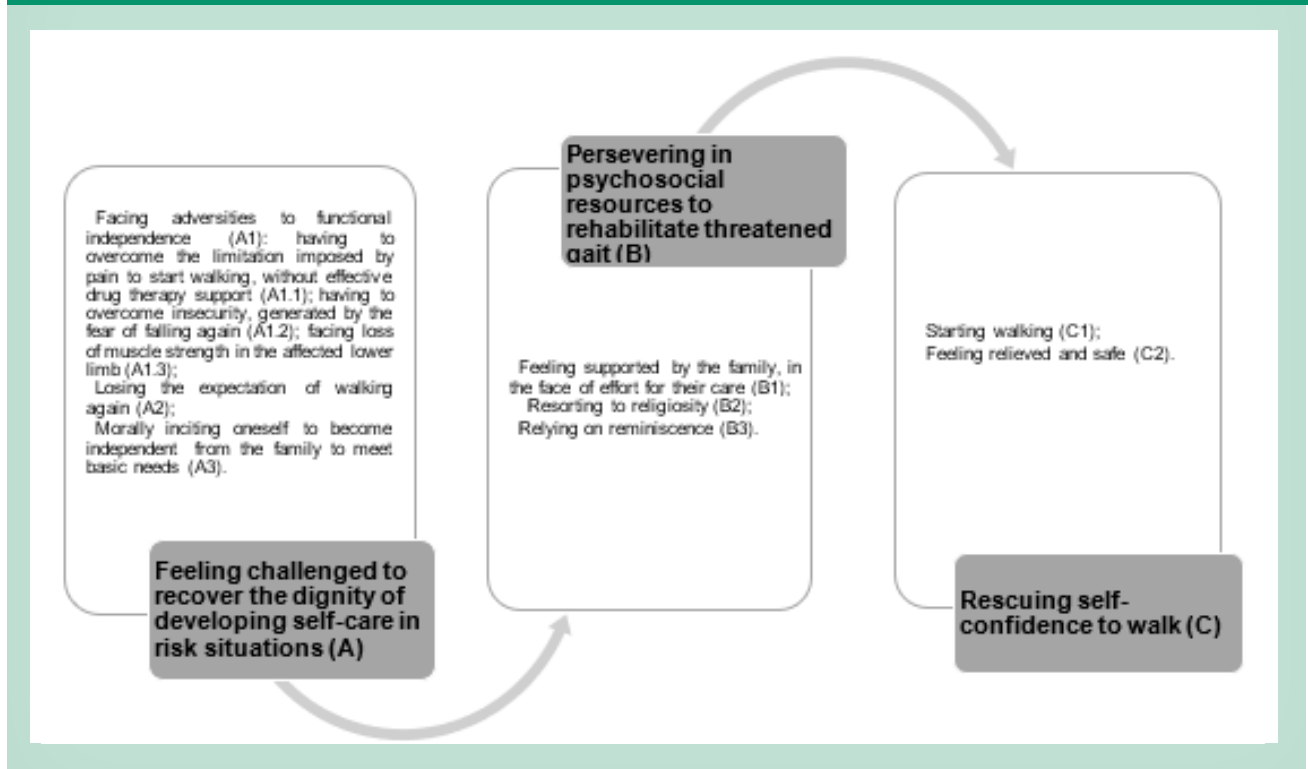 Facing adversities to functional
independence (A1): having to
overcome the limitation imposed by
pain to start walking, without effective
drug therapy support (A1.1); having to
overcome insecurity, generated by the
fear of falling again (A1.2); facing loss
of muscle strength in the affected lower
limb (A1.3);
Losing the expectation of walking
again (A2);
Morally inciting oneself to become
independent from the family to meet
basic needs (A3).
Feeling challenged to
recover the dignity of
developing self-care in
risk situations (A)
Persevering in
psychosocial
resources to
rehabilitate threatened
gait (B)
Feeling supported by the family, in
the face of effort for their care (B1);
Resorting to religiosity (B2);
Relying on reminiscence (B3).
Starting walking (C1);
Feeling relieved and safe (C2).
Rescuing self-
confidence to walk (C)